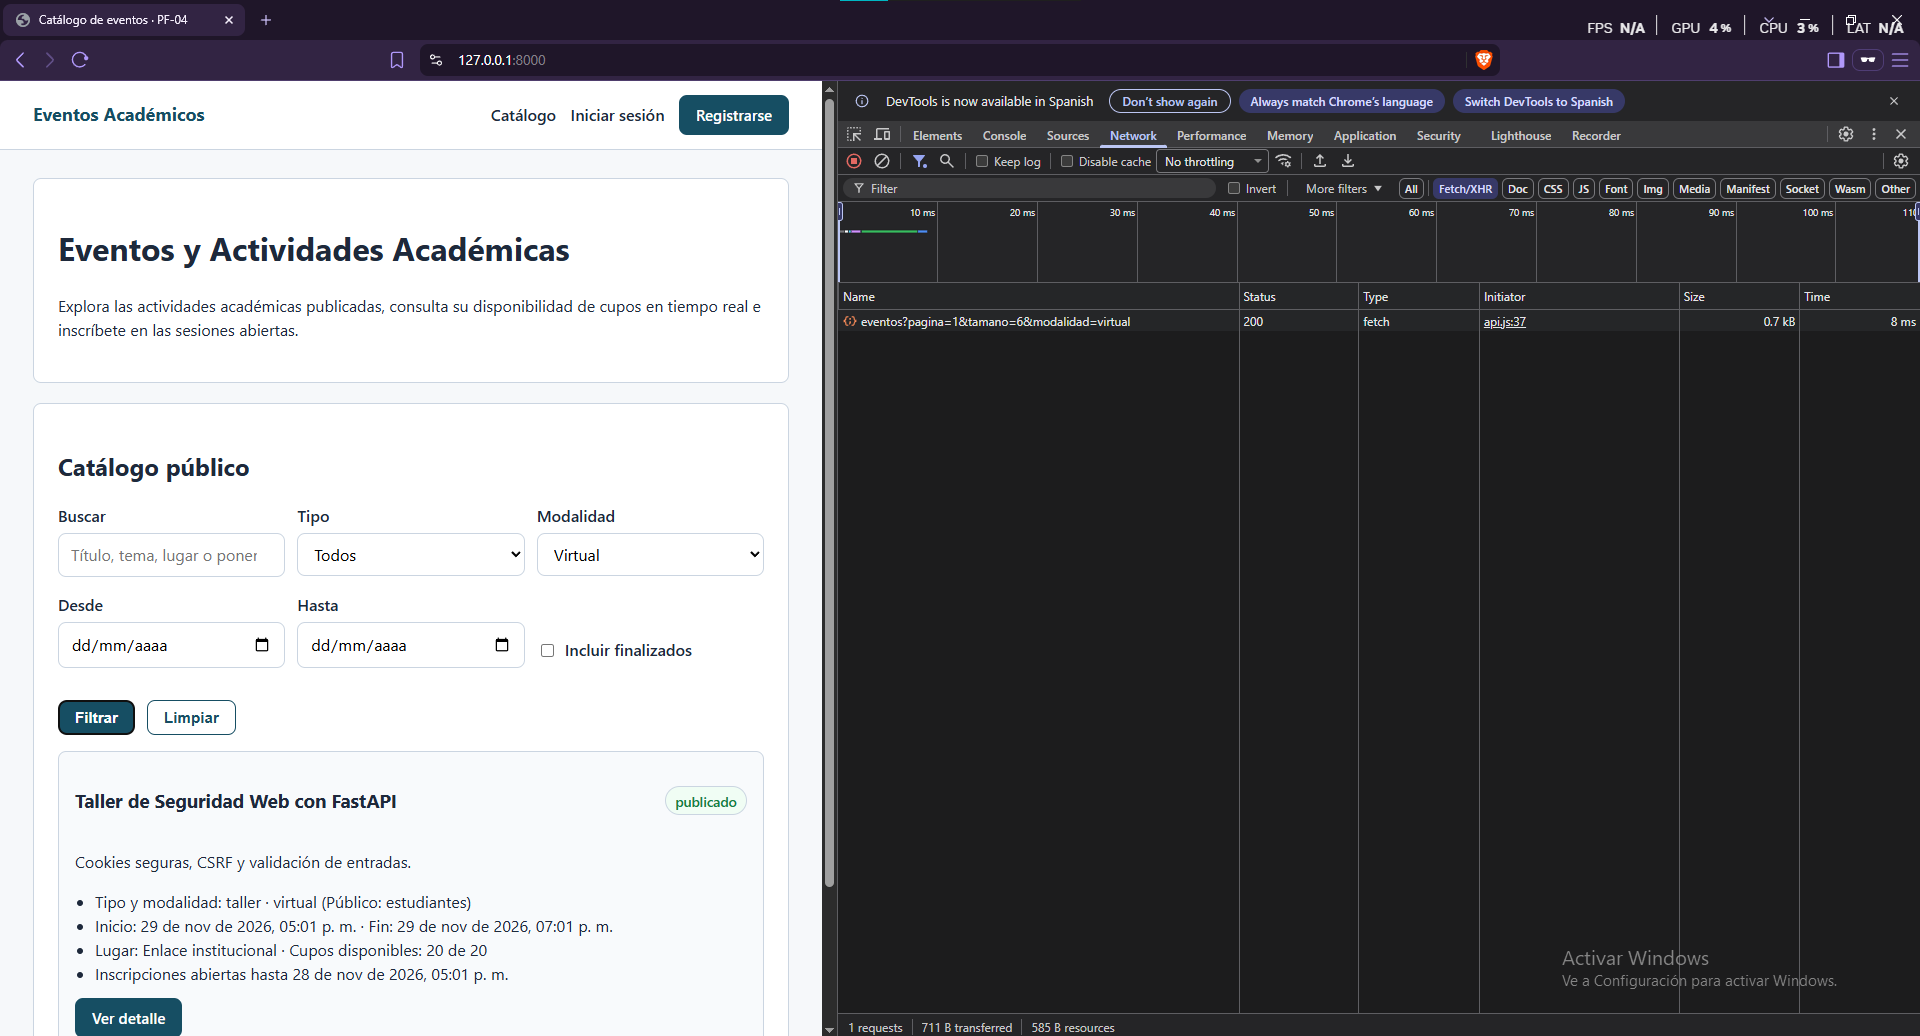 Catálogo de eventos · PF-04
FPS N/A GPU 4% CPU 3% LAT N/A
127.0.0.1:8000
Eventos Académicos
Catálogo Iniciar sesión Registrarse
Eventos y Actividades Académicas
Explora las actividades académicas publicadas, consulta su disponibilidad de cupos en tiempo real e
inscríbete en las sesiones abiertas.
Catálogo público
Buscar Tipo Modalidad
Título, tema, lugar o poner Todos Virtual
Desde Hasta
dd/mm/aaaa dd/mm/aaaa Incluir finalizados
Filtrar Limpiar
Taller de Seguridad Web con FastAPI publicado
Cookies seguras, CSRF y validación de entradas.
Tipo y modalidad: taller · virtual (Público: estudiantes)
Inicio: 29 de nov de 2026, 05:01 p. m. · Fin: 29 de nov de 2026, 07:01 p. m.
Lugar: Enlace institucional · Cupos disponibles: 20 de 20
Inscripciones abiertas hasta 28 de nov de 2026, 05:01 p. m.
Ver detalle
DevTools is now available in Spanish Don't show again Always match Chrome's language Switch DevTools to Spanish
Elements Console Sources Network Performance Memory Application Security Lighthouse Recorder
Keep log Disable cache No throttling
Filter Invert More filters All Fetch/XHR Doc CSS JS Font Img Media Manifest Socket Wasm Other
10 ms 20 ms 30 ms 40 ms 50 ms 60 ms 70 ms 80 ms 90 ms 100 ms 110
Name Status Type Initiator Size Time
eventos?pagina=1&tamano=6&modalidad=virtual 200 fetch api.js:37 0.7 kB 8 ms
Activar Windows
Ve a Configuración para activar Windows.
1 requests 711 B transferred 585 B resources